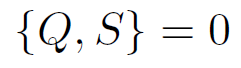 {Q, S} = 0